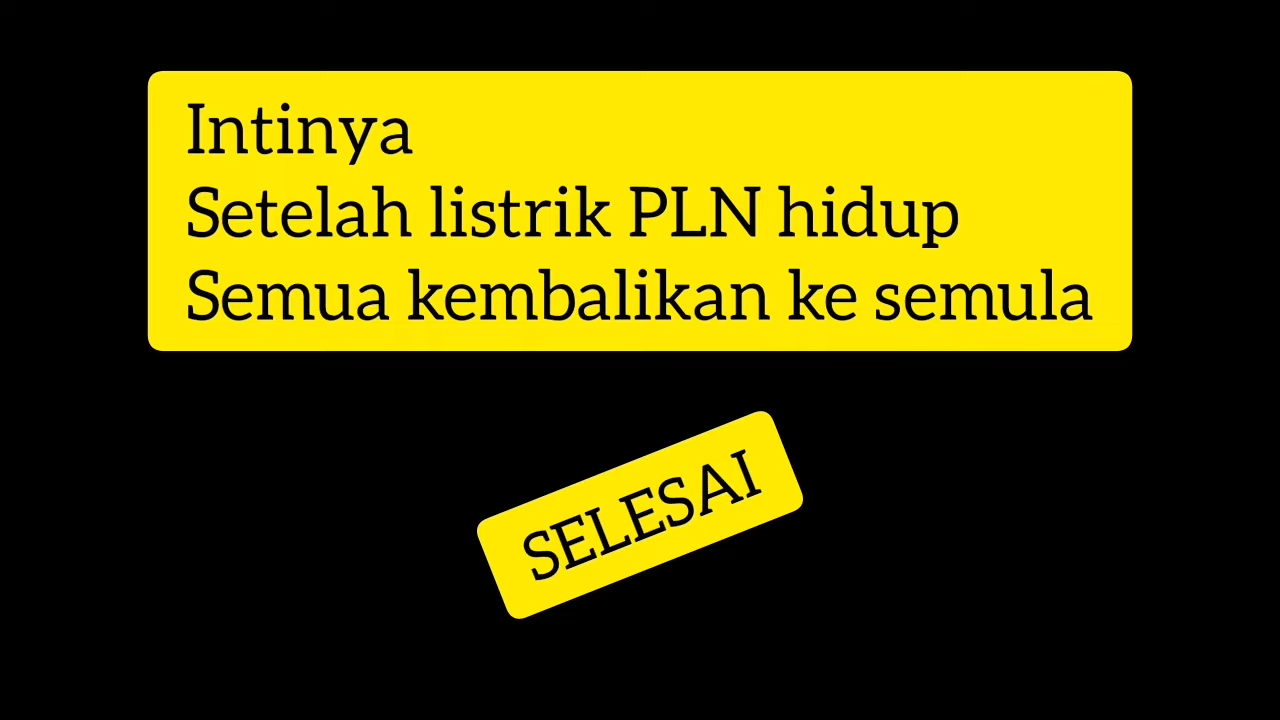 Intinya
Setelah listrik PLN hidup
Semua kembalikan ke semula
SELESAI